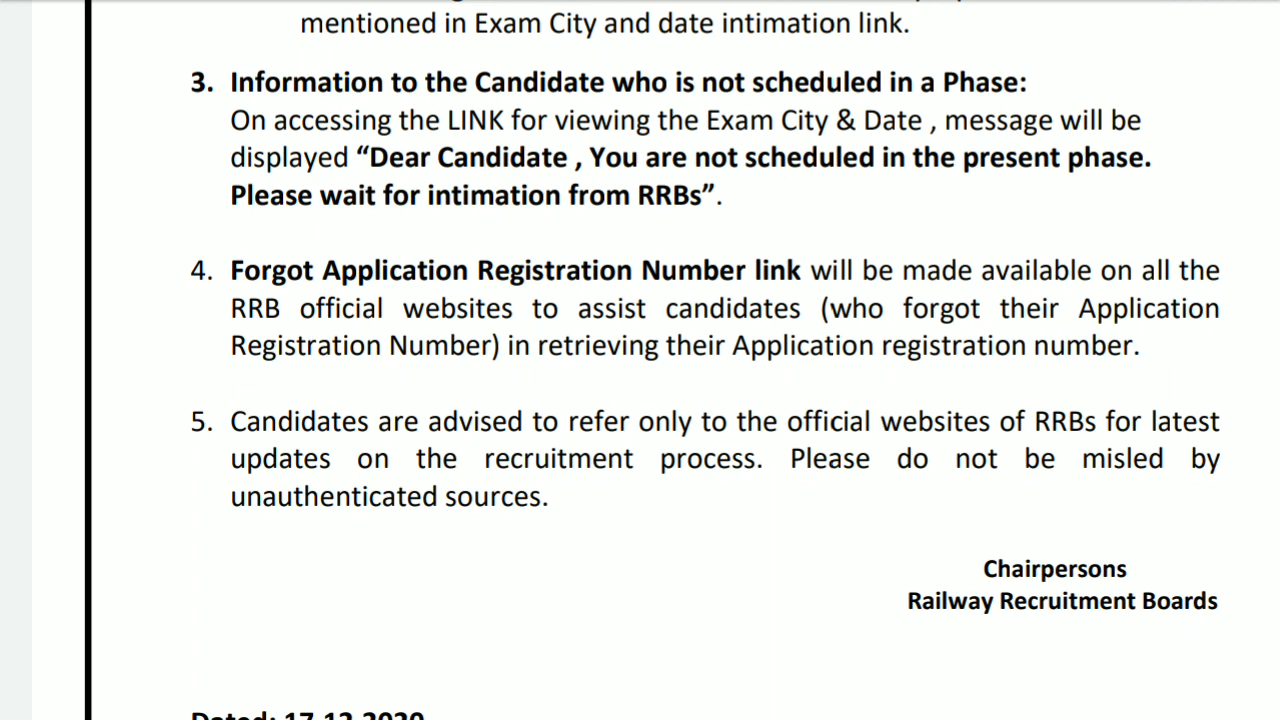 mentioned in Exam City and date intimation link.
3. Information to the Candidate who is not scheduled in a Phase:
On accessing the LINK for viewing the Exam City & Date , message will be
displayed “Dear Candidate , You are not scheduled in the present phase.
Please wait for intimation from RRBs”.
4. Forgot Application Registration Number link will be made available on all the
RRB official websites to assist candidates (who forgot their Application
Registration Number) in retrieving their Application registration number.
5. Candidates are advised to refer only to the official websites of RRBs for latest
updates on the recruitment process. Please do not be misled by
unauthenticated sources.
Chairpersons
Railway Recruitment Boards
Dated: 17-12-2020